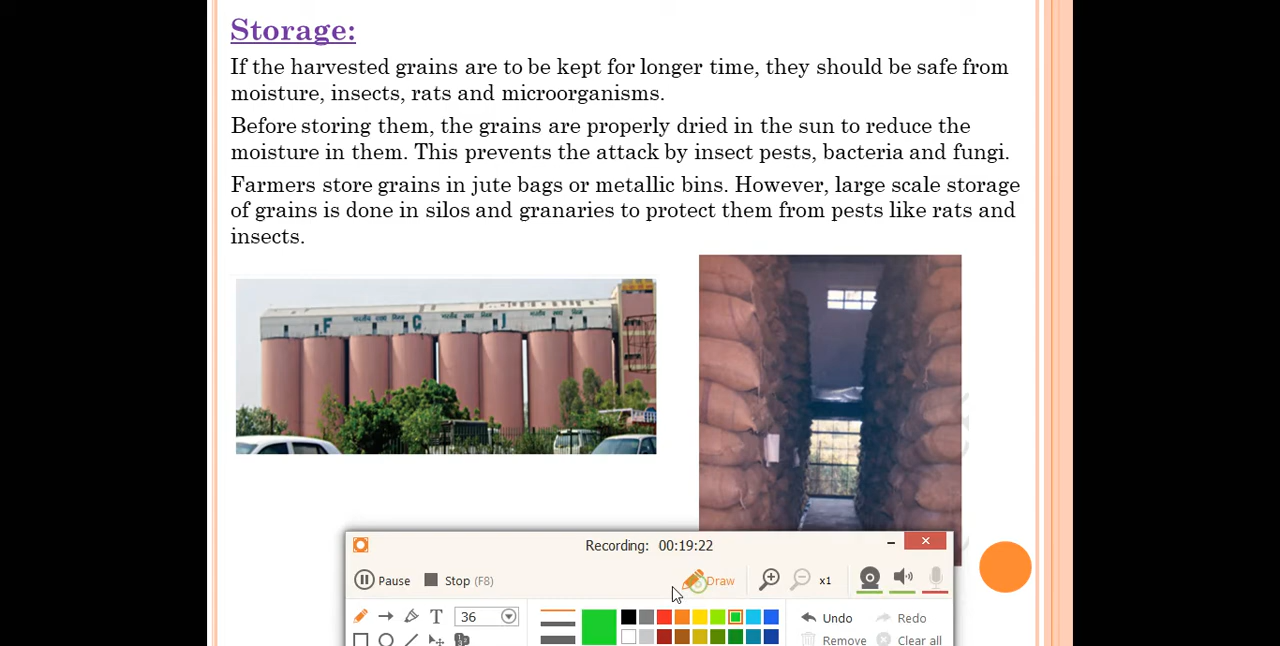 Storage:
If the harvested grains are to be kept for longer time, they should be safe from
moisture, insects, rats and microorganisms.
Before storing them, the grains are properly dried in the sun to reduce the
moisture in them. This prevents the attack by insect pests, bacteria and fungi.
Farmers store grains in jute bags or metallic bins. However, large scale storage
of grains is done in silos and granaries to protect them from pests like rats and
insects.
F C I
Recording: 00:19:22
Pause Stop (F8) Draw x1
T 36 Undo Redo
Remove Clear all